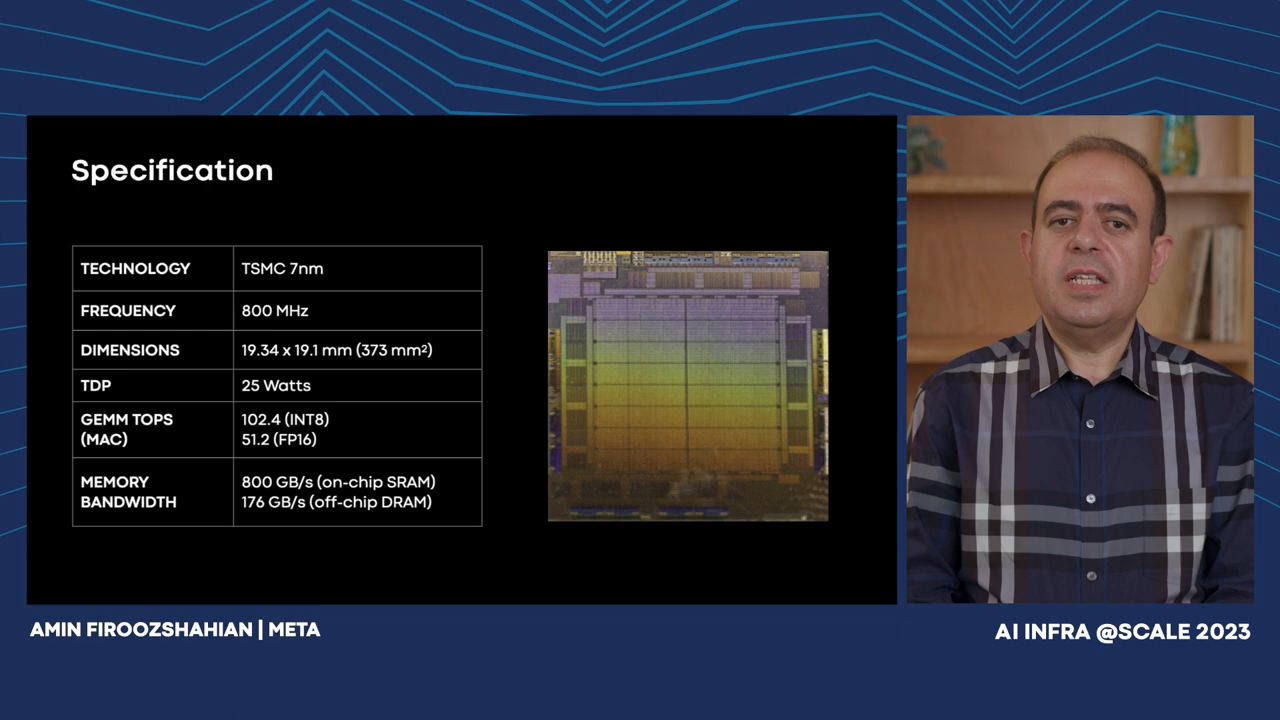 Specification
TECHNOLOGY TSMC 7nm
FREQUENCY 800 MHz
DIMENSIONS 19.34 x 19.1 mm (373 mm²)
TDP 25 Watts
GEMM TOPS 102.4 (INT8)
(MAC) 51.2 (FP16)
MEMORY 800 GB/s (on-chip SRAM)
BANDWIDTH 176 GB/s (off-chip DRAM)
AMIN FIROOZSHAHIAN | META
AI INFRA @SCALE 2023